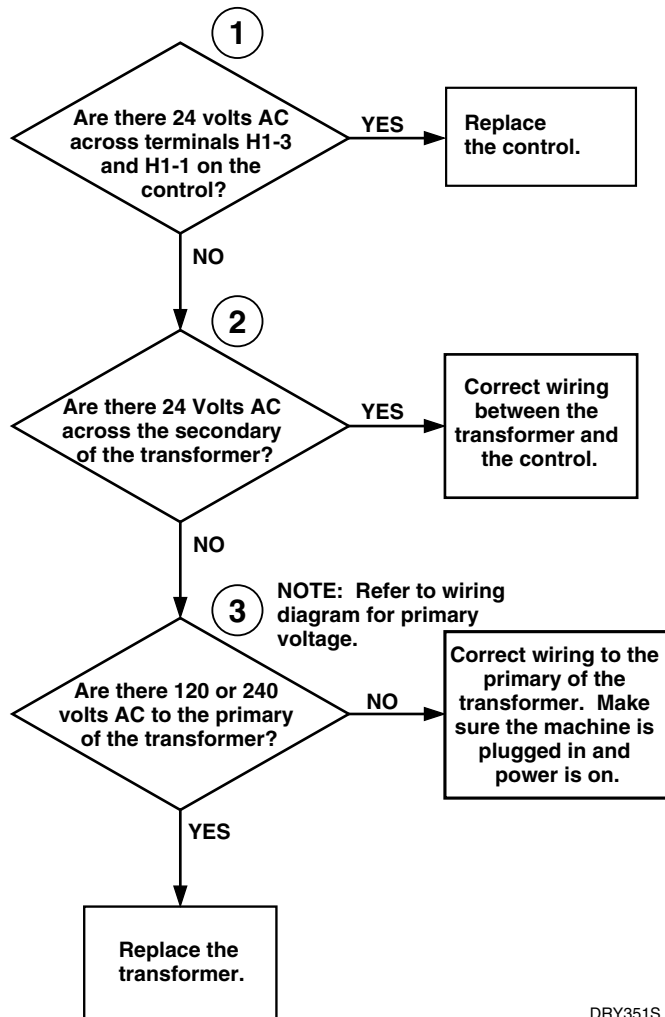 1
Are there 24 volts AC
across terminals H1-3
and H1-1 on the
control?
YES
Replace
the control.
NO
2
Are there 24 Volts AC
across the secondary
of the transformer?
YES
Correct wiring
between the
transformer and
the control.
NO
3
NOTE: Refer to wiring
diagram for primary
voltage.
Are there 120 or 240
volts AC to the primary
of the transformer?
NO
Correct wiring to the
primary of the
transformer. Make
sure the machine is
plugged in and
power is on.
YES
Replace the
transformer.
DRY351S